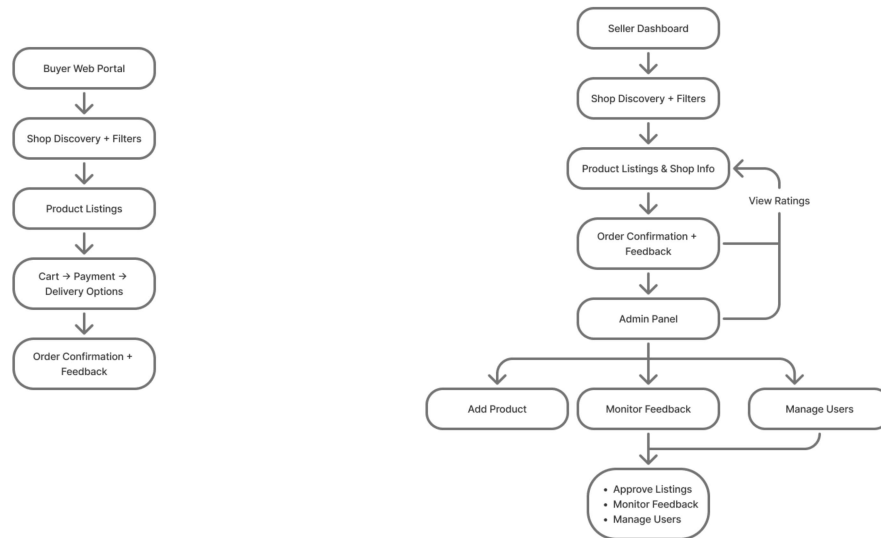 Buyer Web Portal
Shop Discovery + Filters
Product Listings
Cart → Payment →
Delivery Options
Order Confirmation +
Feedback
Seller Dashboard
Shop Discovery + Filters
Product Listings & Shop Info
View Ratings
Order Confirmation +
Feedback
Admin Panel
Add Product
Monitor Feedback
Manage Users
• Approve Listings
• Monitor Feedback
• Manage Users